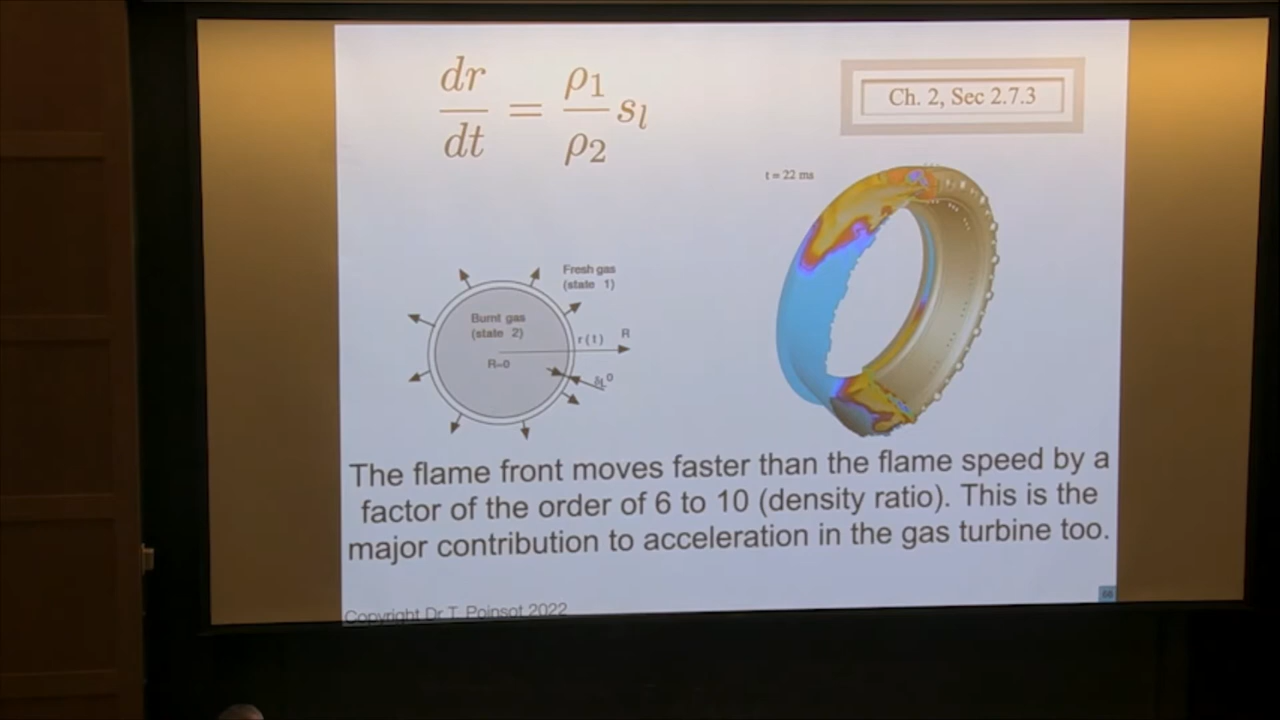 dr/dt = ρ1/ρ2 sl
Ch. 2, Sec 2.7.3
t = 22 ms
Fresh gas
(state 1)
Burnt gas
(state 2)
r(t) R
R=0
The flame front moves faster than the flame speed by a
factor of the order of 6 to 10 (density ratio). This is the
major contribution to acceleration in the gas turbine too.
Copyright Dr T. Poinsot 2022